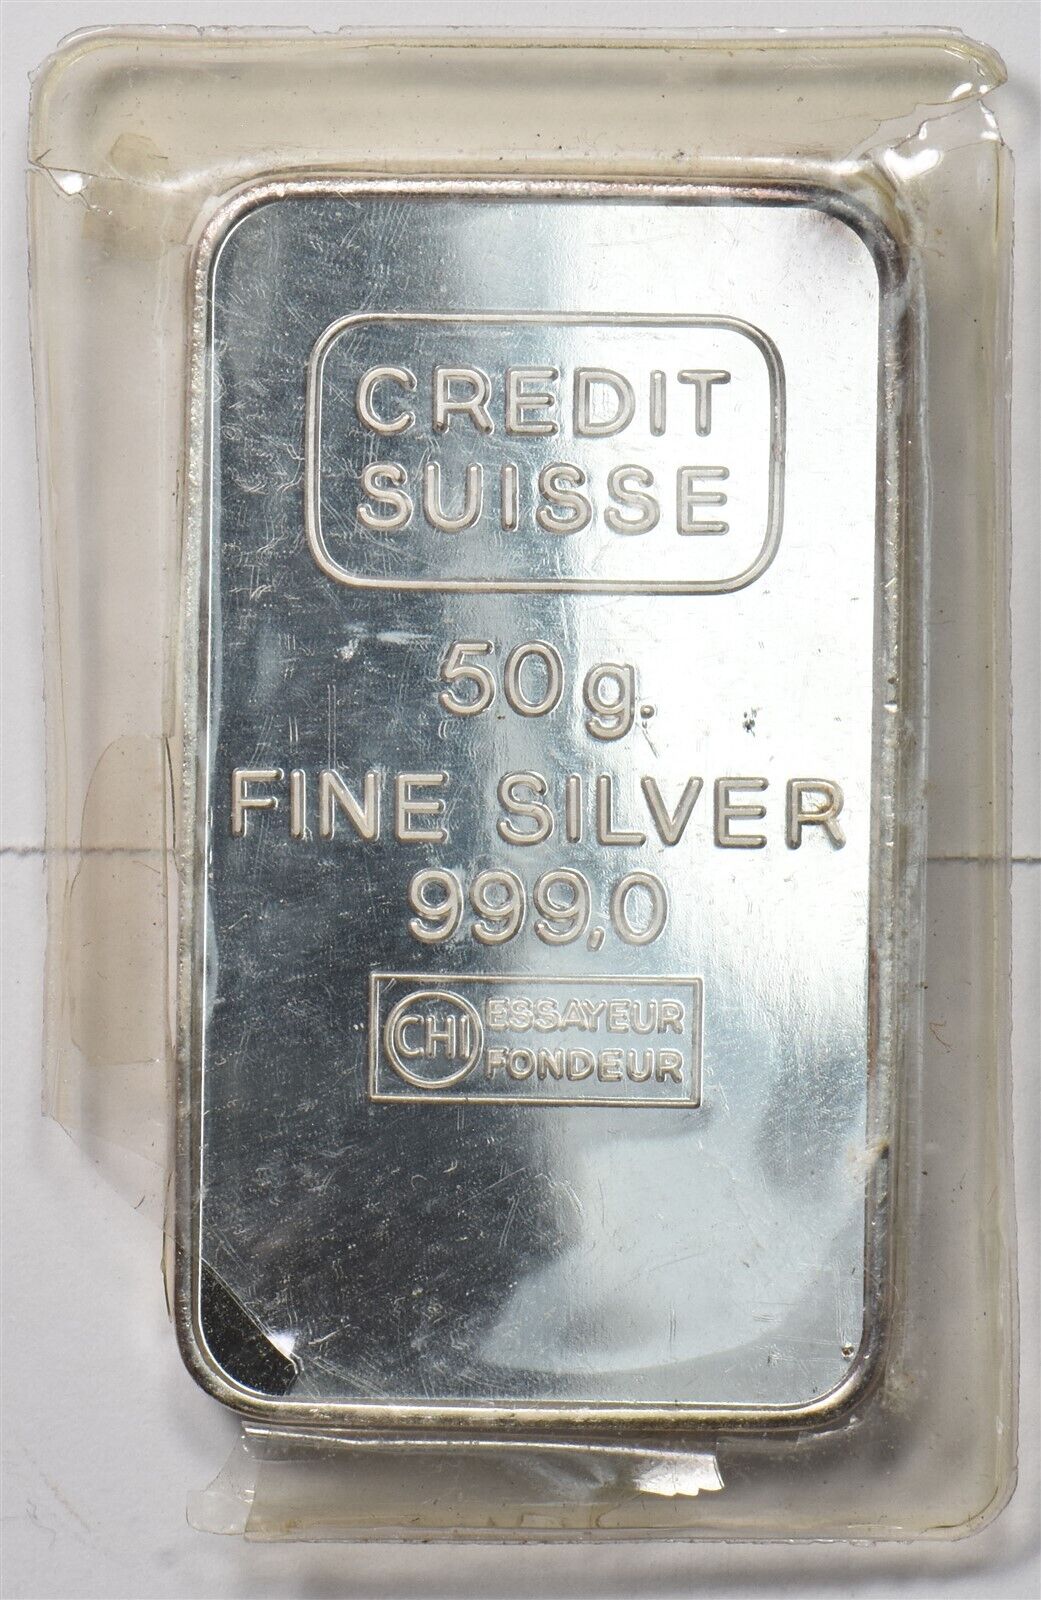 CREDIT
SUISSE
50g.
FINE SILVER
999,0
CHI ESSAYEUR
FONDEUR